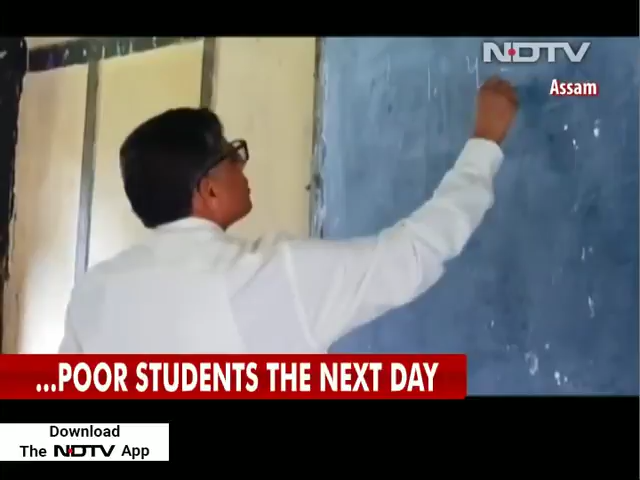 NDTV
Assam
...POOR STUDENTS THE NEXT DAY
Download
The NDTV App